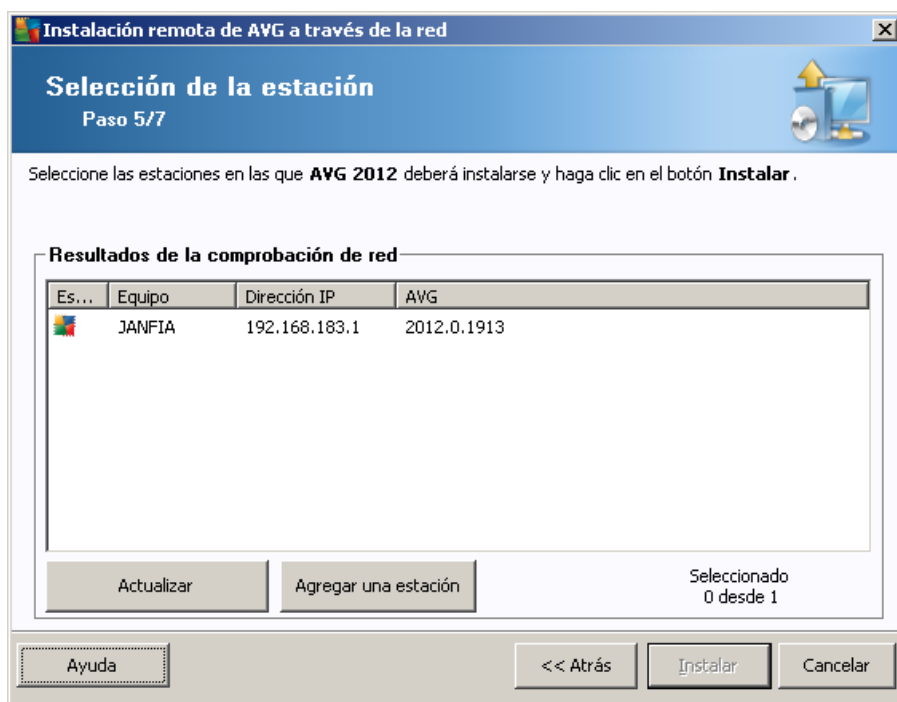 Instalación remota de AVG a través de la red
Selección de la estación
Paso 5/7
Seleccione las estaciones en las que AVG 2012 deberá instalarse y haga clic en el botón Instalar.
Resultados de la comprobación de red
Es... Equipo Dirección IP AVG
JANFIA 192.168.183.1 2012.0.1913
Actualizar Agregar una estación Seleccionado
0 desde 1
Ayuda << Atrás Instalar Cancelar